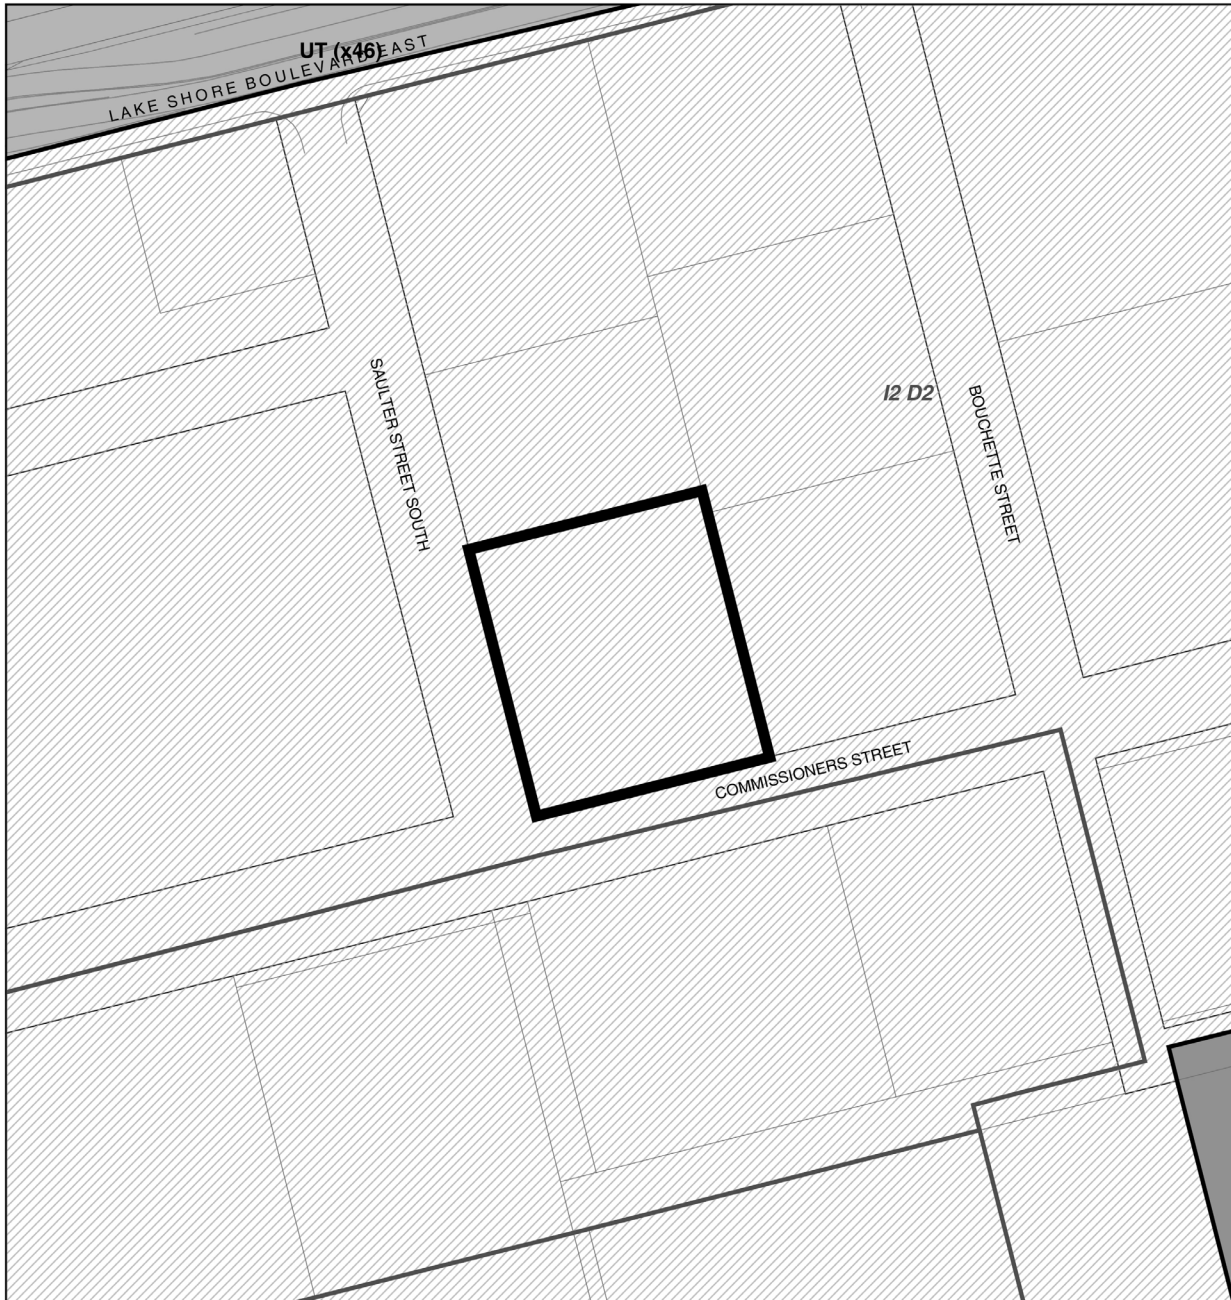 UT (x46)
LAKE SHORE BOULEVARD EAST
SAULTER STREET SOUTH
I2 D2
BOUCHETTE STREET
COMMISSIONERS STREET